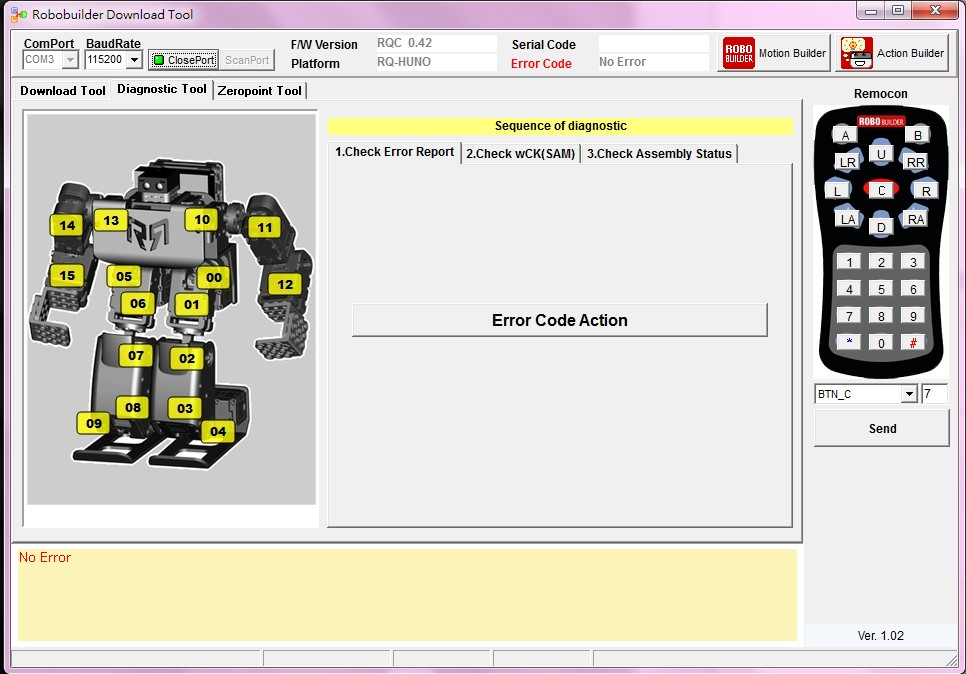 Robobuilder Download Tool
ComPort BaudRate
COM3 115200 ClosePort ScanPort
F/W Version RQC 0.42 Serial Code
Platform RQ-HUNO Error Code No Error
ROBO BUILDER Motion Builder Action Builder
Download Tool Diagnostic Tool Zeropoint Tool
Remocon
Sequence of diagnostic
1.Check Error Report 2.Check wCK(SAM) 3.Check Assembly Status
Error Code Action
14 13 10 11
15 05 00 12
06 01
07 02
08 03
09 04
ROBO BUILDER
A B
LR U RR
L C R
LA D RA
1 2 3
4 5 6
7 8 9
* 0 #
BTN_C 7
Send
No Error
Ver. 1.02